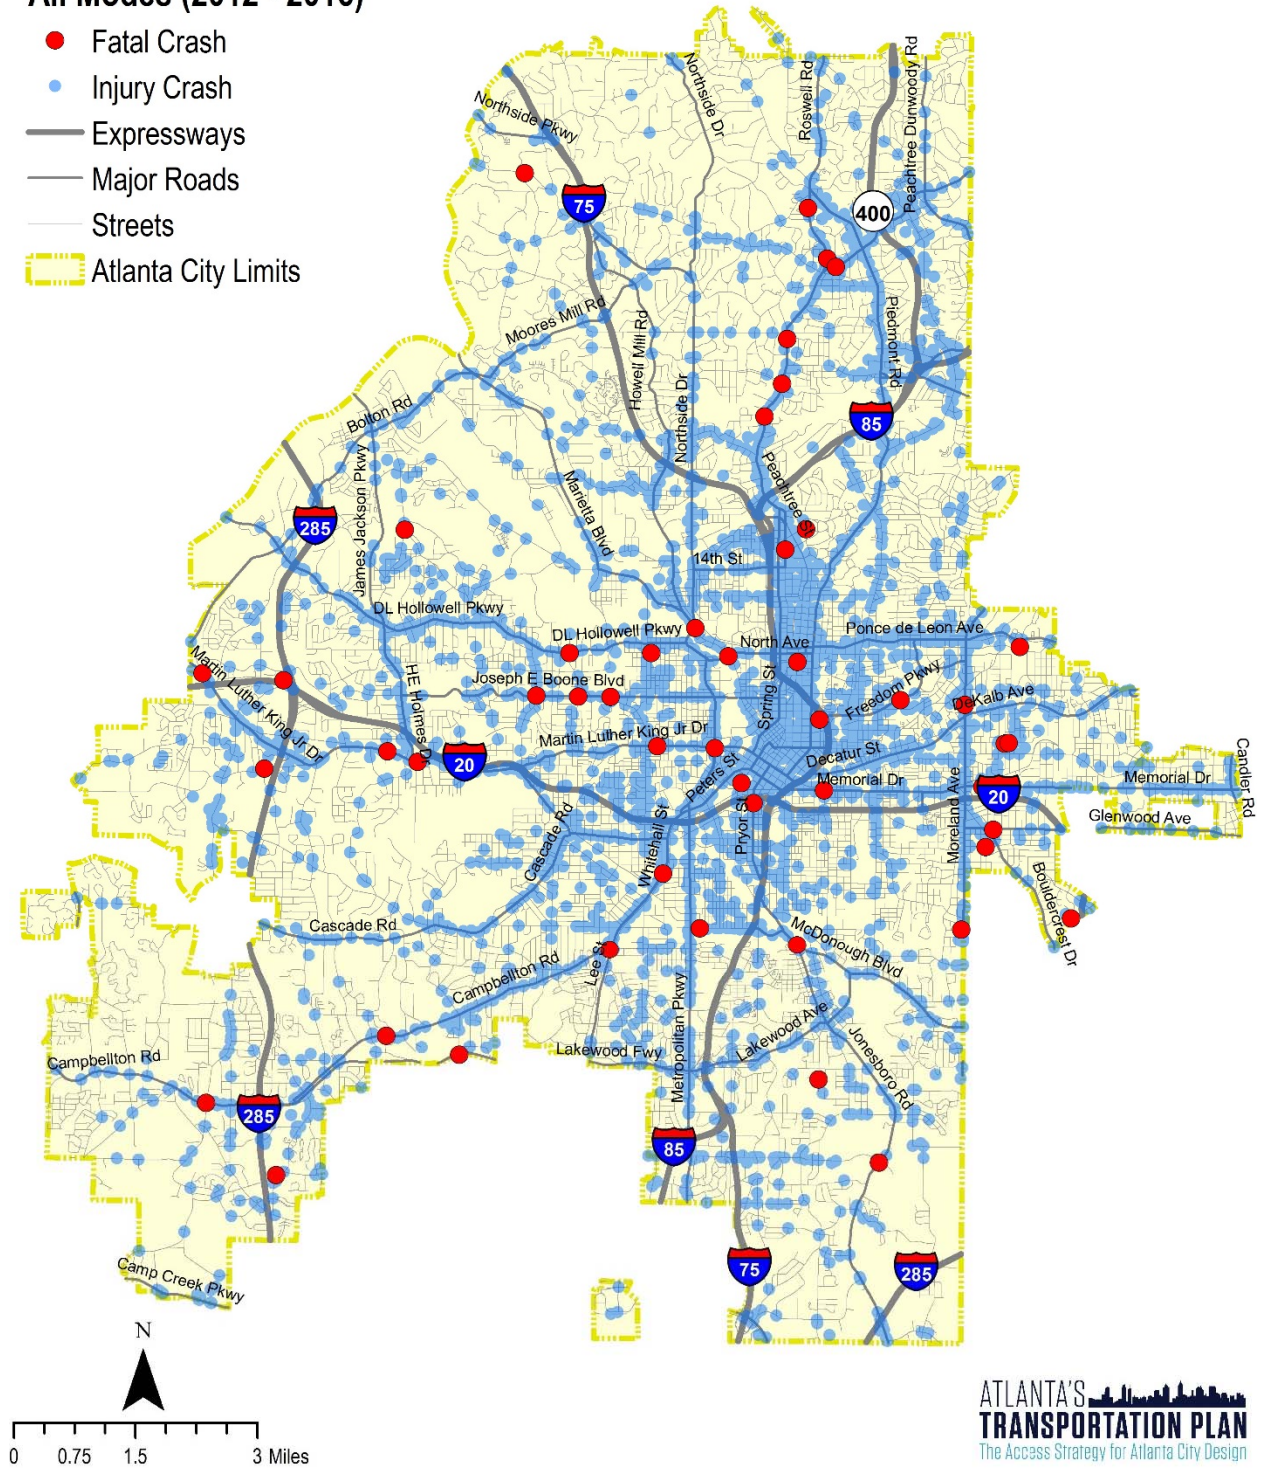 Fatal Crash
Injury Crash
Expressways
Major Roads
Streets
Atlanta City Limits
Northside Pkwy
Northside Dr
Roswell Rd
Peachtree Dunwoody Rd
75
400
Moores Mill Rd
Howell Mill Rd
Piedmont Rd
Bolton Rd
Northside Dr
85
James Jackson Pkwy
Marietta Blvd
Peachtree St
285
14th St
DL Hollowell Pkwy
DL Hollowell Pkwy
North Ave
Ponce de Leon Ave
Martin Luther King Jr Dr
HE Holmes Dr
Joseph E Boone Blvd
Spring St
Freedom Pkwy
DeKalb Ave
Martin Luther King Jr Dr
20
Peters St
Decatur St
Memorial Dr
Memorial Dr
Candler Rd
20
Glenwood Ave
Pryor St
Moreland Ave
Cascade Rd
Whitehall St
Bouldercrest Dr
Cascade Rd
McDonough Blvd
Lee St
Campbellton Rd
Metropolitan Pkwy
Campbellton Rd
Lakewood Fwy
Lakewood Ave
Jonesboro Rd
285
85
75
285
Camp Creek Pkwy
N
0 0.75 1.5 3 Miles
ATLANTA'S
TRANSPORTATION PLAN
The Access Strategy for Atlanta City Design